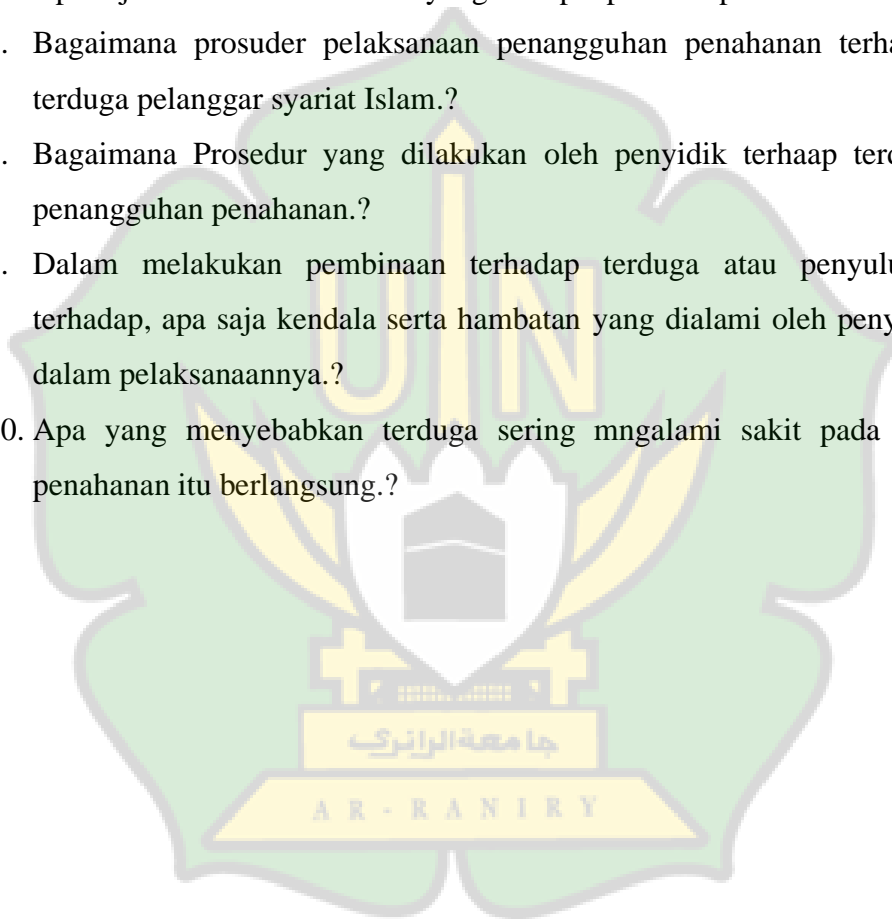 yang
. Bagaimana prosuder pelaksanaan penangguhan penahanan terha
terduga pelanggar syariat Islam.?
. Bagaimana Prosedur yang dilakukan oleh penyidik terhaap terd
penangguhan penahanan.?
. Dalam melakukan pembinaan terhadap terduga atau penyulu
terhadap, apa saja kendala serta hambatan yang dialami oleh peny
dalam pelaksanaannya.?
0. Apa yang menyebabkan terduga sering mngalami sakit pada
penahanan itu berlangsung.?
UIN
جامعة الرانري
AR-RANIRY